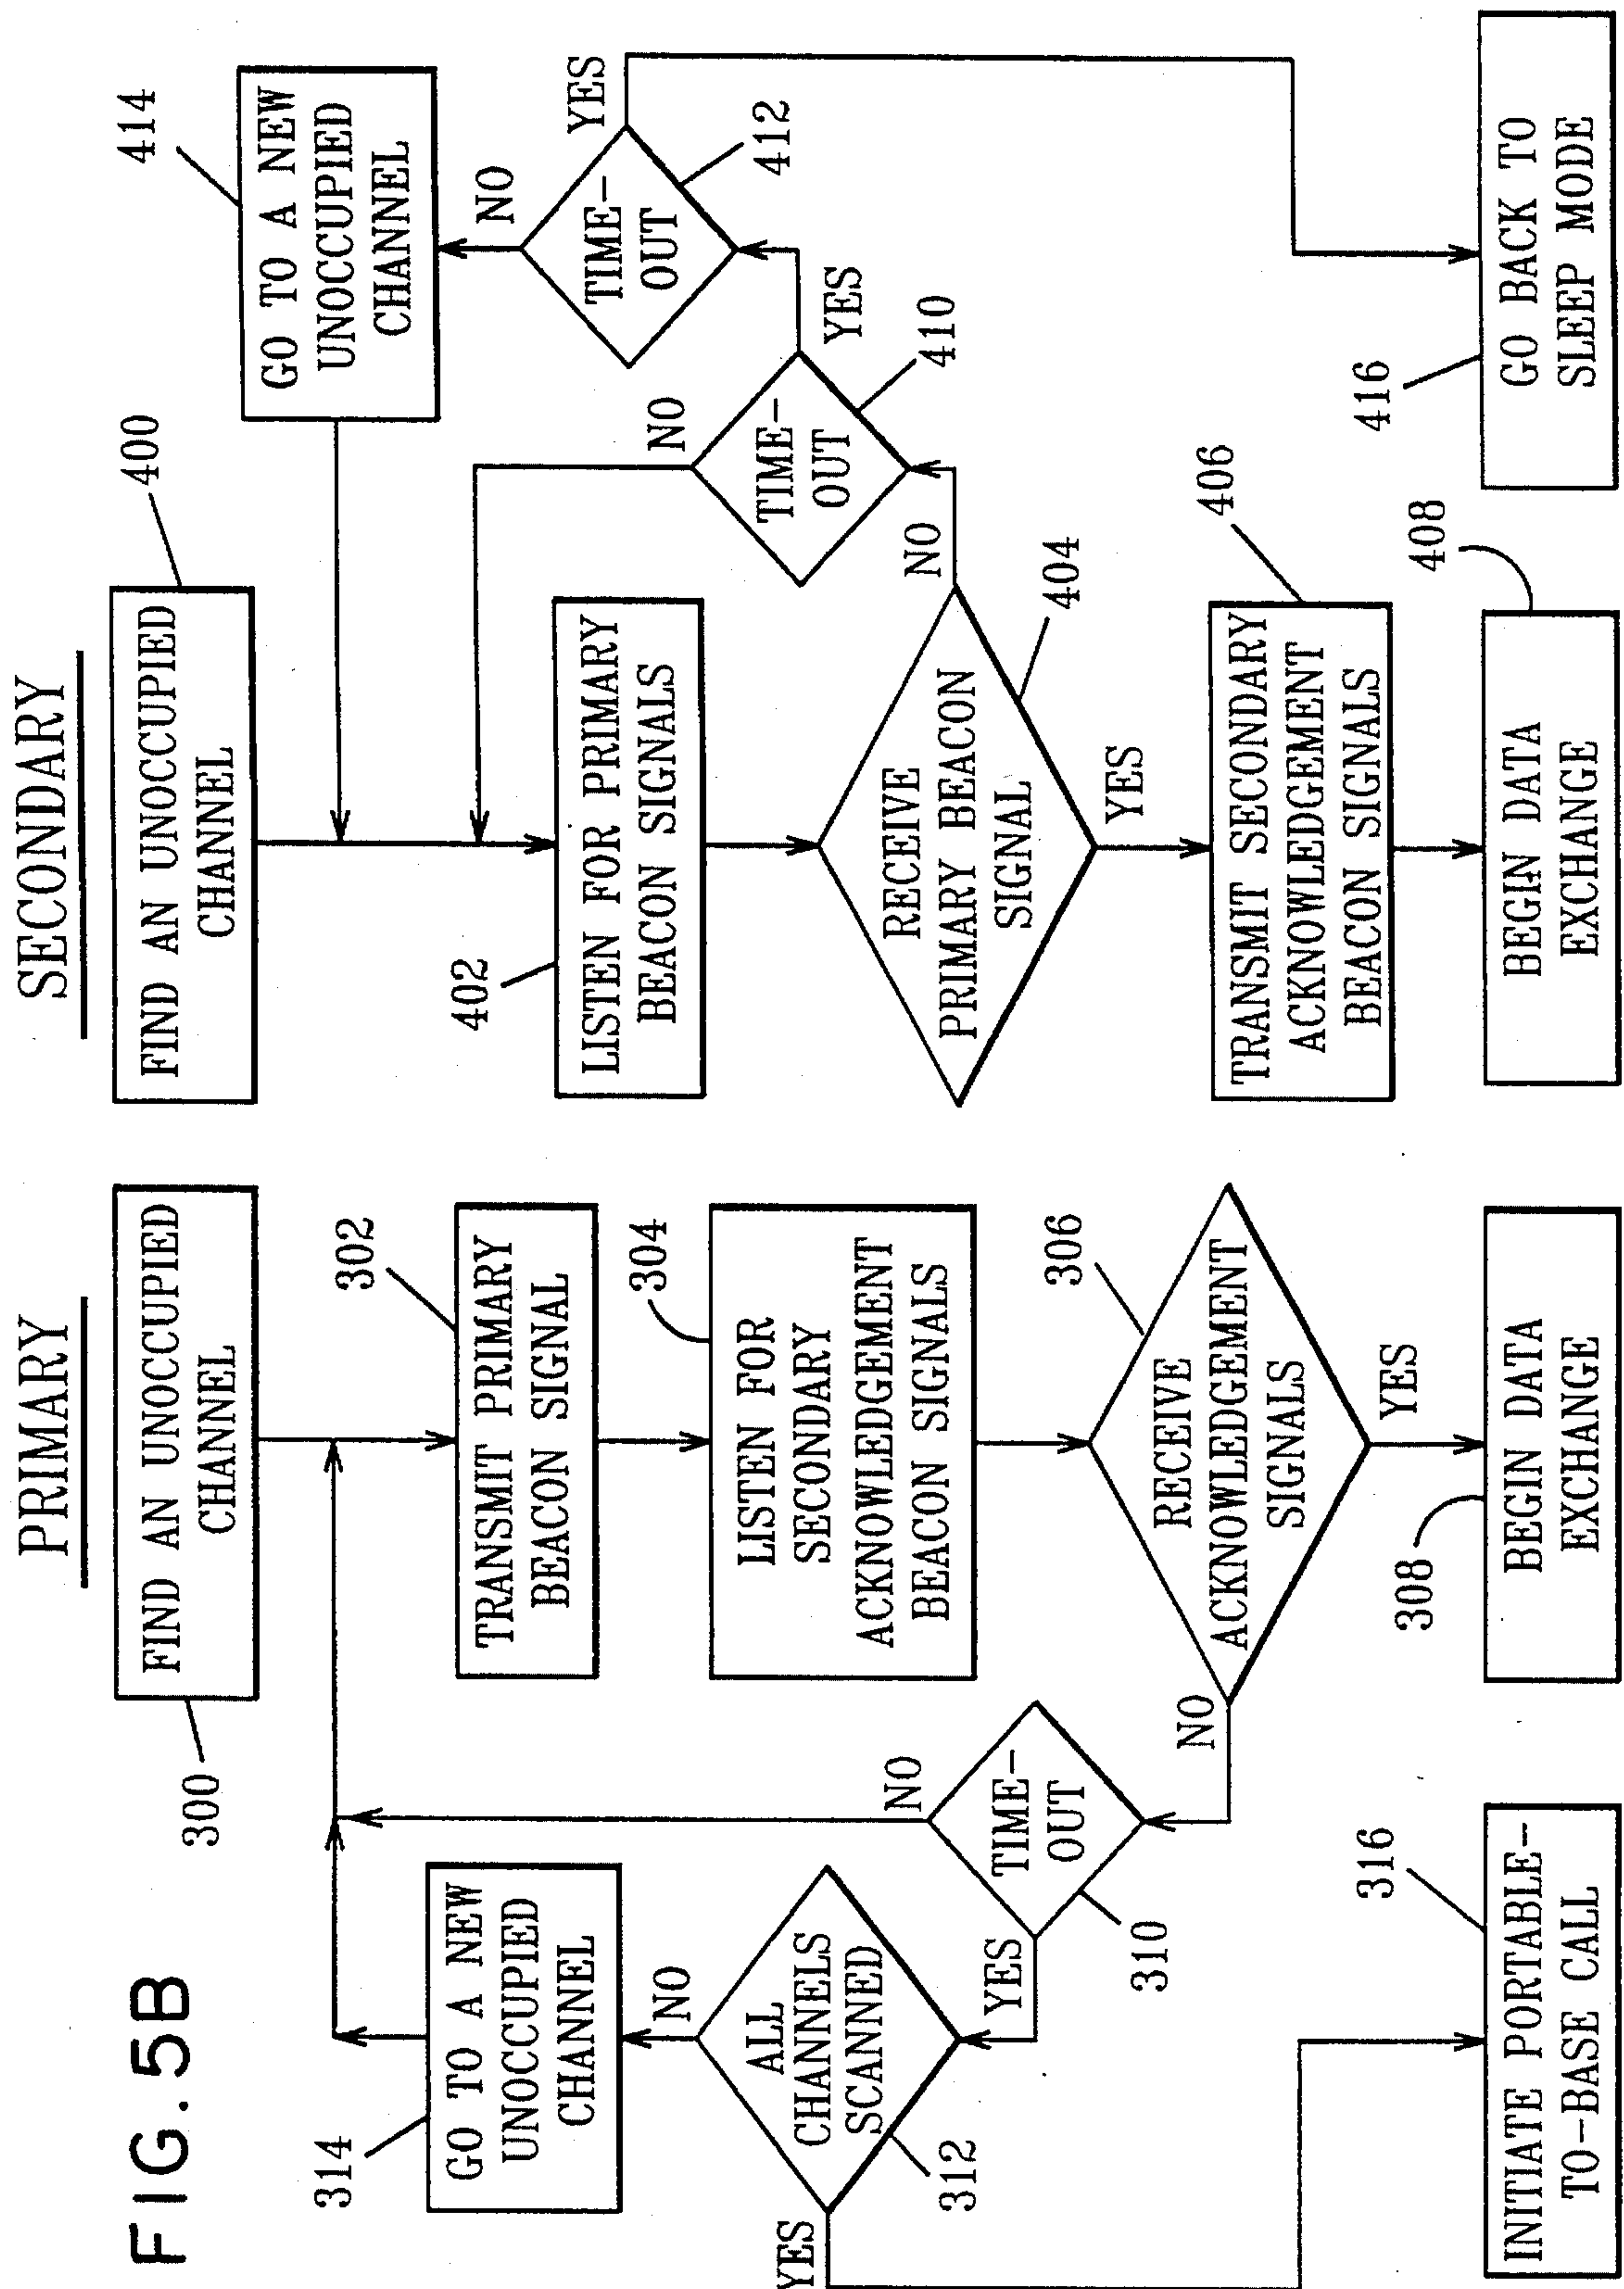 FIG. 5B
PRIMARY
300
FIND AN UNOCCUPIED
CHANNEL
302
TRANSMIT PRIMARY
BEACON SIGNAL
304
LISTEN FOR
SECONDARY
ACKNOWLEDGEMENT
BEACON SIGNALS
306
RECEIVE
ACKNOWLEDGEMENT
SIGNALS
YES
NO
308
BEGIN DATA
EXCHANGE
TIME-
OUT
310
NO
YES
ALL
CHANNELS
SCANNED
312
NO
YES
314
GO TO A NEW
UNOCCUPIED
CHANNEL
316
INITIATE PORTABLE-
TO-BASE CALL
SECONDARY
400
FIND AN UNOCCUPIED
CHANNEL
402
LISTEN FOR PRIMARY
BEACON SIGNALS
RECEIVE
PRIMARY BEACON
SIGNAL
404
NO
YES
406
TRANSMIT SECONDARY
ACKNOWLEDGEMENT
BEACON SIGNALS
408
BEGIN DATA
EXCHANGE
TIME-
OUT
410
NO
YES
TIME-
OUT
412
NO
YES
414
GO TO A NEW
UNOCCUPIED
CHANNEL
416
GO BACK TO
SLEEP MODE